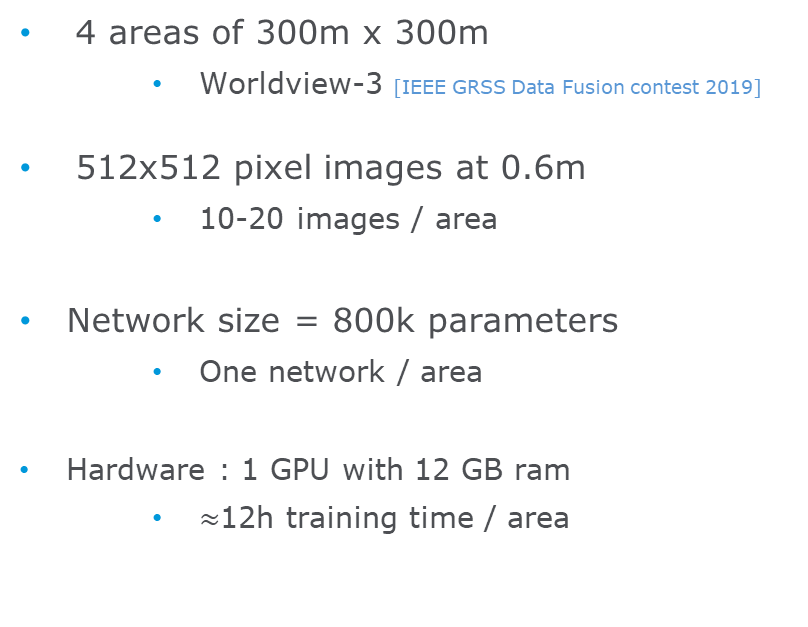 • 4 areas of 300m x 300m
• Worldview-3 [IEEE GRSS Data Fusion contest 2019]
• 512x512 pixel images at 0.6m
• 10-20 images / area
• Network size = 800k parameters
• One network / area
• Hardware : 1 GPU with 12 GB ram
• ≈12h training time / area